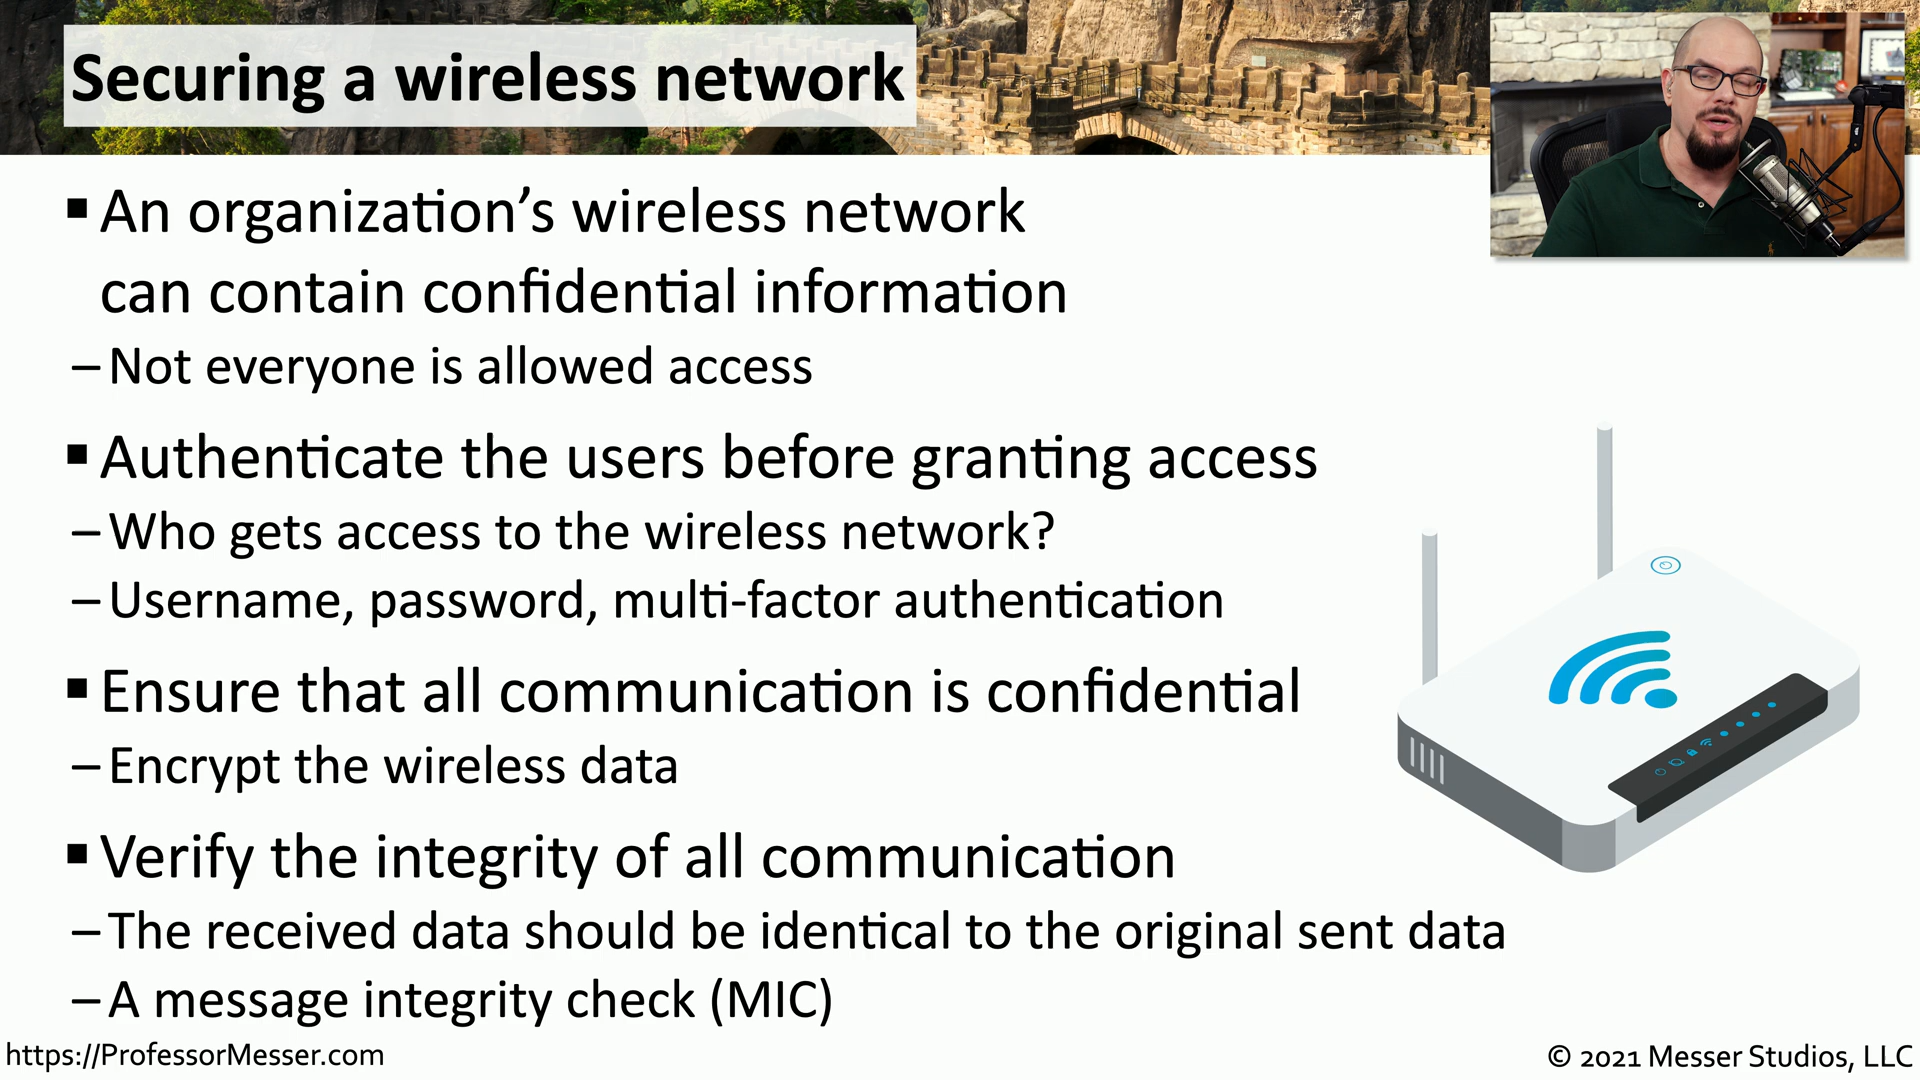 Securing a wireless network
▪ An organization’s wireless network
can contain confidential information
– Not everyone is allowed access
▪ Authenticate the users before granting access
– Who gets access to the wireless network?
– Username, password, multi-factor authentication
▪ Ensure that all communication is confidential
– Encrypt the wireless data
▪ Verify the integrity of all communication
– The received data should be identical to the original sent data
– A message integrity check (MIC)
https://ProfessorMesser.com
© 2021 Messer Studios, LLC